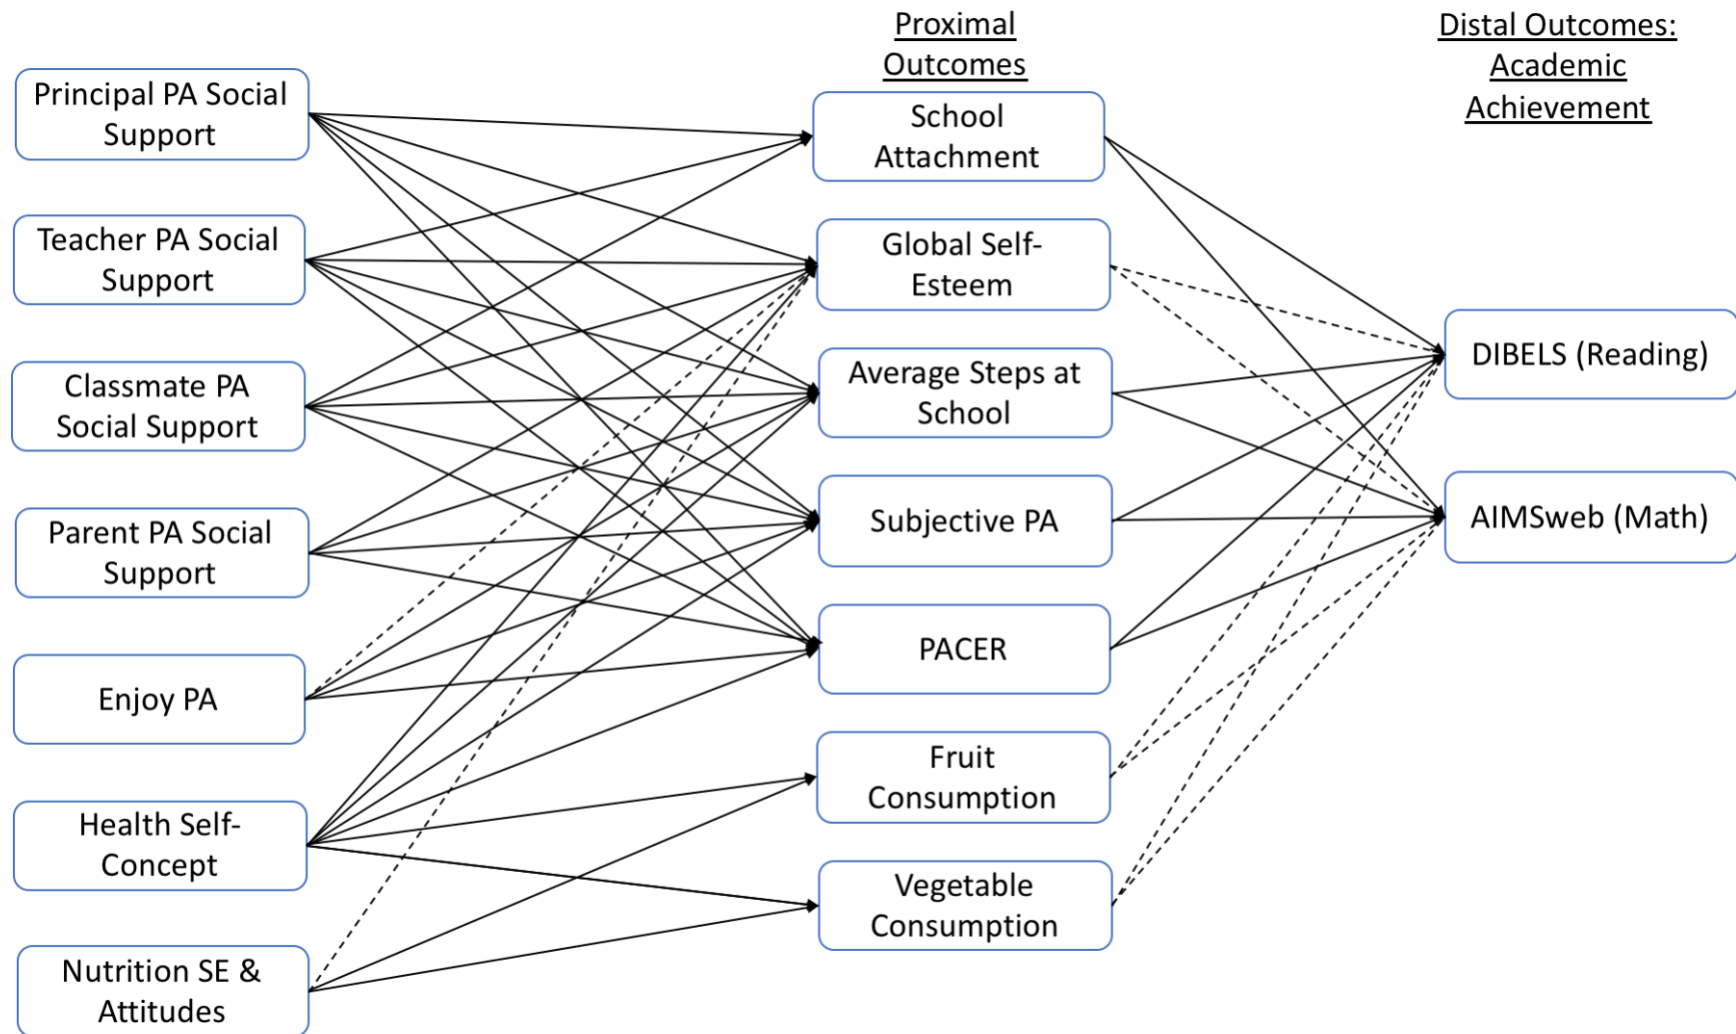 Proximal
Outcomes
Distal Outcomes:
Academic
Achievement
Principal PA Social
Support
Teacher PA Social
Support
Classmate PA
Social Support
Parent PA Social
Support
Enjoy PA
Health Self-
Concept
Nutrition SE &
Attitudes
School
Attachment
Global Self-
Esteem
Average Steps at
School
Subjective PA
PACER
Fruit
Consumption
Vegetable
Consumption
DIBELS (Reading)
AIMSweb (Math)